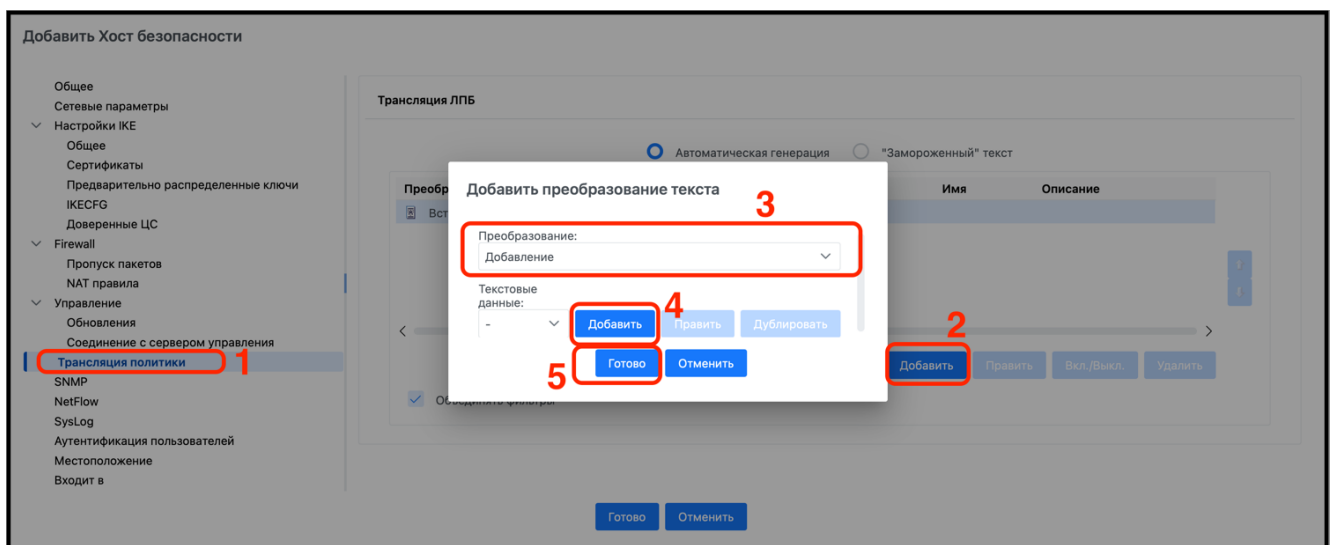 Добавить Хост безопасности
Общее
Сетевые параметры
Настройки IKE
Общее
Сертификаты
Предварительно распределенные ключи
IKECFG
Доверенные ЦС
Firewall
Пропуск пакетов
NAT правила
Управление
Обновления
Соединение с сервером управления
Трансляция политики
1
SNMP
NetFlow
SysLog
Аутентификация пользователей
Местоположение
Входит в
Трансляция ЛПБ
Автоматическая генерация "Замороженный" текст
Преобр Имя Описание
Вст
Добавить преобразование текста
3
Преобразование:
Добавление
Текстовые
данные:
4
- Добавить Править Дублировать
5
Готово Отменить
2
Добавить Править Вкл./Выкл. Удалить
Объединять фильтры
Готово Отменить